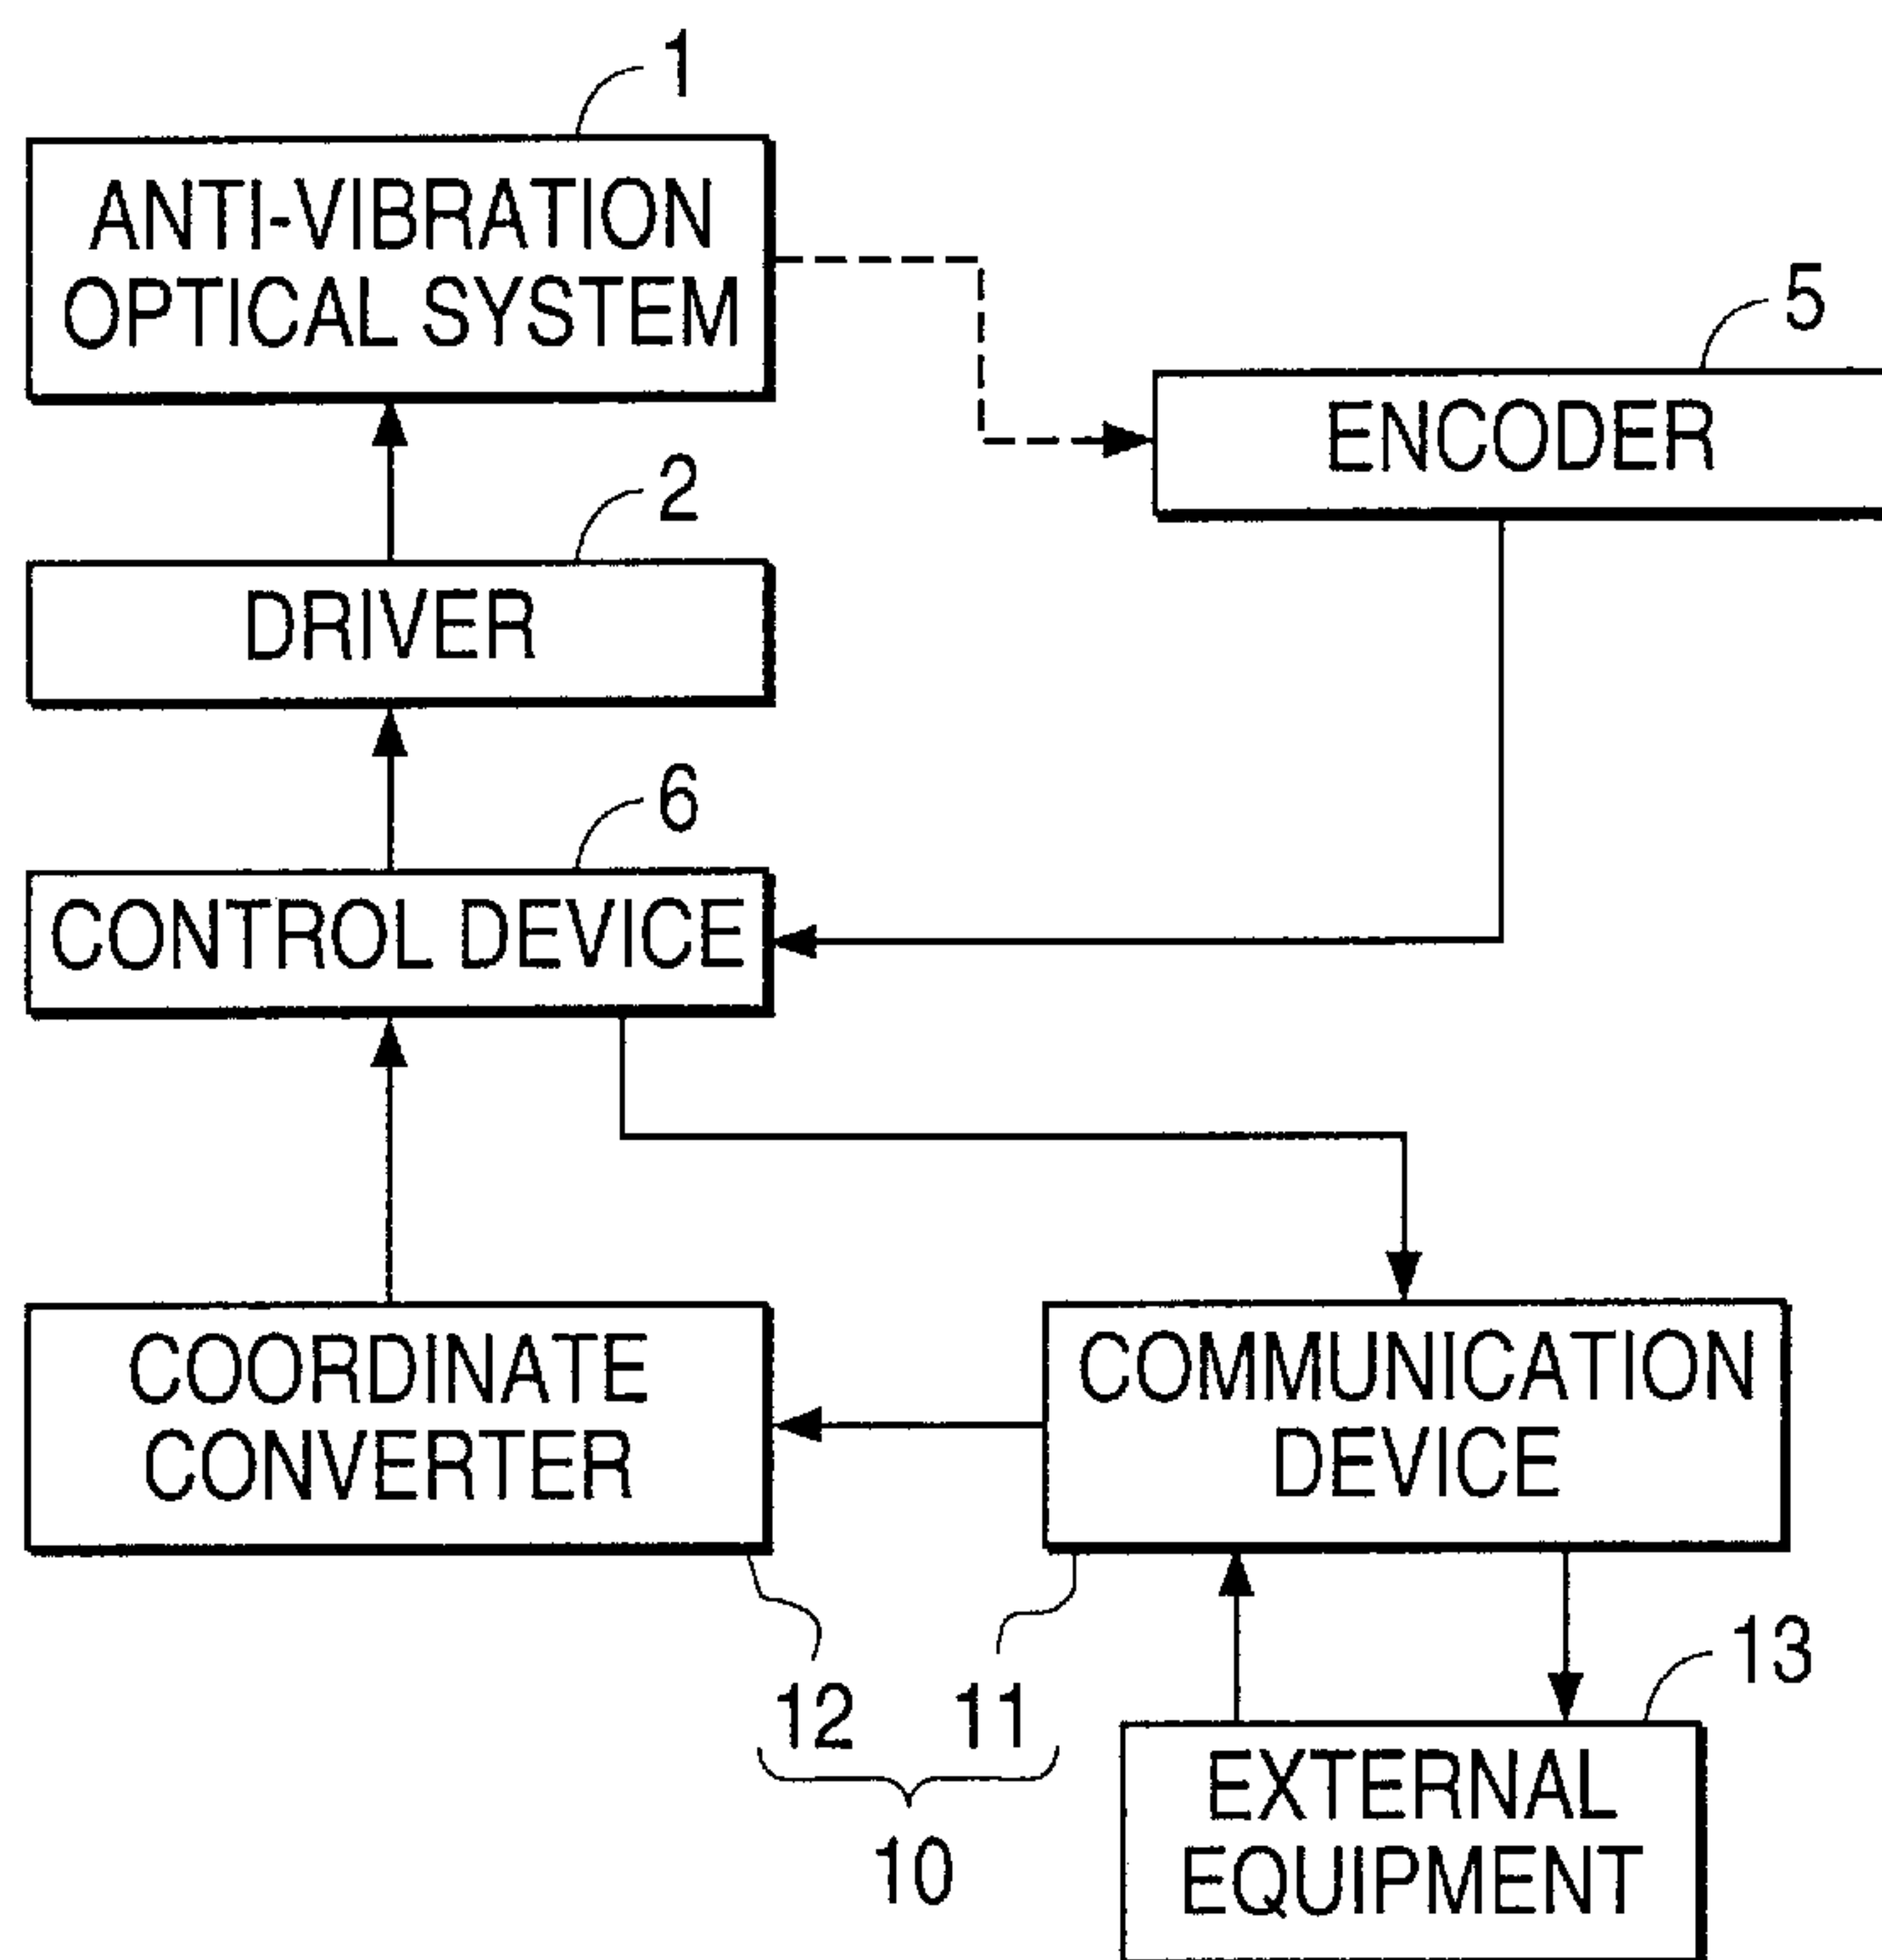 1
ANTI-VIBRATION
OPTICAL SYSTEM
5
ENCODER
2
DRIVER
6
CONTROL DEVICE
COORDINATE
CONVERTER
COMMUNICATION
DEVICE
12
11
10
13
EXTERNAL
EQUIPMENT